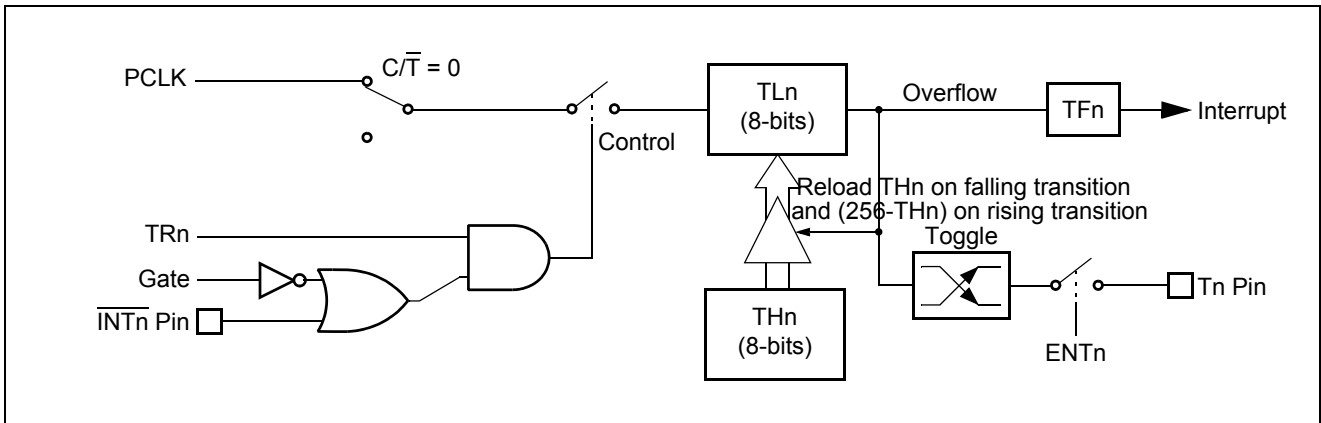 PCLK
C/T̅ = 0
TLn
(8-bits)
Overflow
TFn
Interrupt
Control
Reload THn on falling transition
and (256-THn) on rising transition
Toggle
TRn
Gate
I̅N̅T̅n̅ Pin
THn
(8-bits)
Tn Pin
ENTn